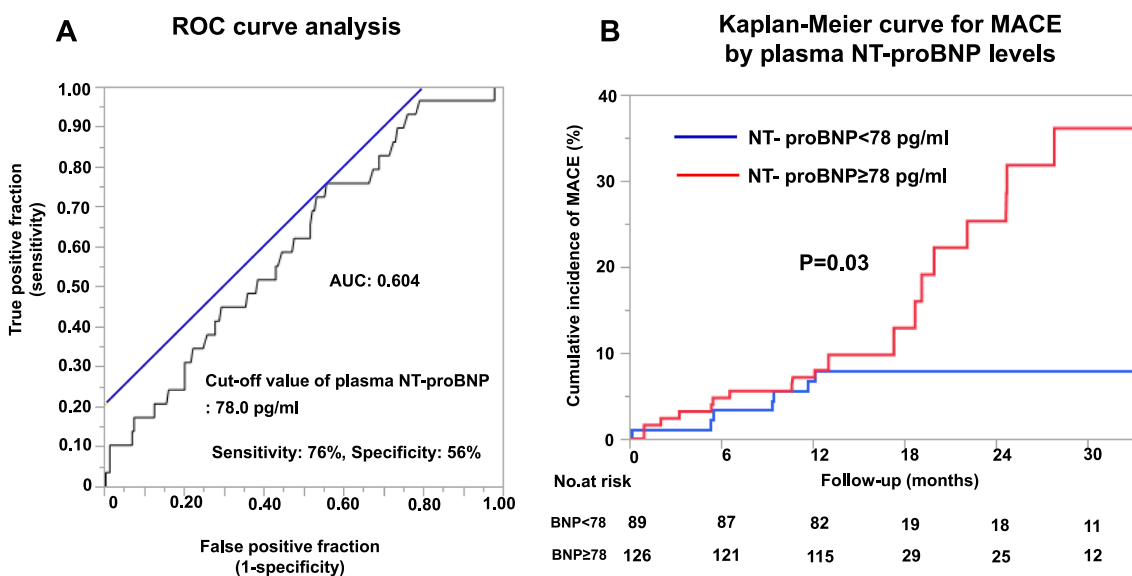 A
ROC curve analysis
True positive fraction
(sensitivity)
1.00
0.90
0.80
0.70
0.60
0.50
0.40
0.30
0.20
0.10
0
AUC: 0.604
Cut-off value of plasma NT-proBNP
: 78.0 pg/ml
Sensitivity: 76%, Specificity: 56%
0 0.20 0.40 0.60 0.80 1.00
False positive fraction
(1-specificity)
B
Kaplan-Meier curve for MACE
by plasma NT-proBNP levels
Cumulative incidence of MACE (%)
40
30
20
10
0
NT- proBNP<78 pg/ml
NT- proBNP≥78 pg/ml
P=0.03
0 6 12 18 24 30
Follow-up (months)
No.at risk
BNP<78 89 87 82 19 18 11
BNP≥78 126 121 115 29 25 12